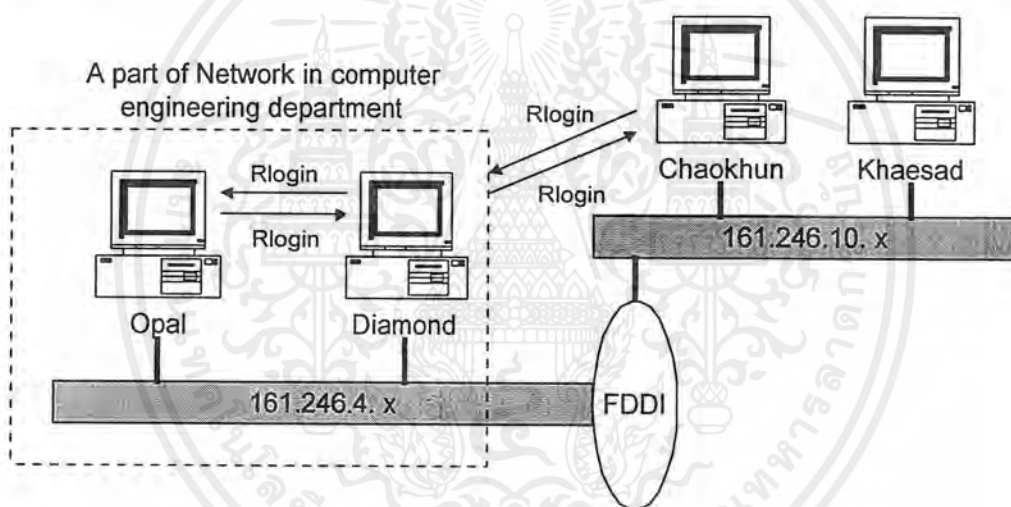 A part of Network in computer
engineering department
Rlogin
Rlogin
Opal
Diamond
161.246.4. x
Rlogin
Rlogin
Chaokhun
Khaesad
161.246.10. x
FDDI